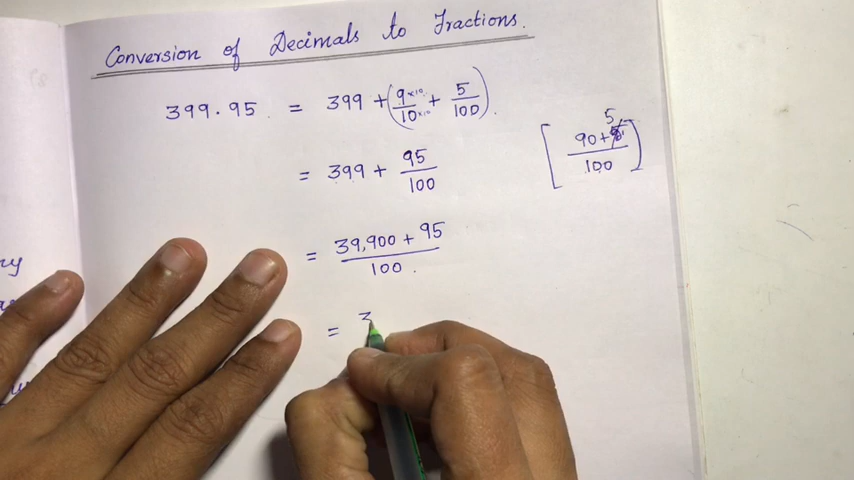 Conversion of Decimals to Fractions.
399.95 = 399 + (9×10/10×10 + 5/100).
= 399 + 95/100
[90+5/100]
= 39,900 + 95/100.
= 3